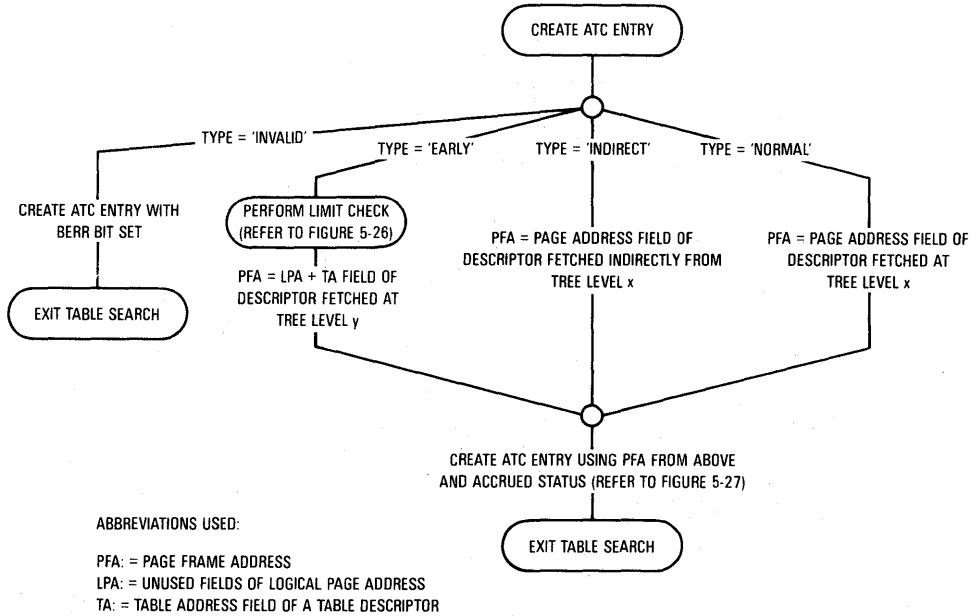 CREATE ATC ENTRY
TYPE = 'INVALID'
TYPE = 'EARLY'
TYPE = 'INDIRECT'
TYPE = 'NORMAL'
CREATE ATC ENTRY WITH
BERR BIT SET
EXIT TABLE SEARCH
PERFORM LIMIT CHECK
(REFER TO FIGURE 5-26)
PFA = LPA + TA FIELD OF
DESCRIPTOR FETCHED AT
TREE LEVEL y
PFA = PAGE ADDRESS FIELD OF
DESCRIPTOR FETCHED INDIRECTLY FROM
TREE LEVEL x
PFA = PAGE ADDRESS FIELD OF
DESCRIPTOR FETCHED AT
TREE LEVEL x
CREATE ATC ENTRY USING PFA FROM ABOVE
AND ACCRUED STATUS (REFER TO FIGURE 5-27)
EXIT TABLE SEARCH
ABBREVIATIONS USED:
PFA: = PAGE FRAME ADDRESS
LPA: = UNUSED FIELDS OF LOGICAL PAGE ADDRESS
TA: = TABLE ADDRESS FIELD OF A TABLE DESCRIPTOR